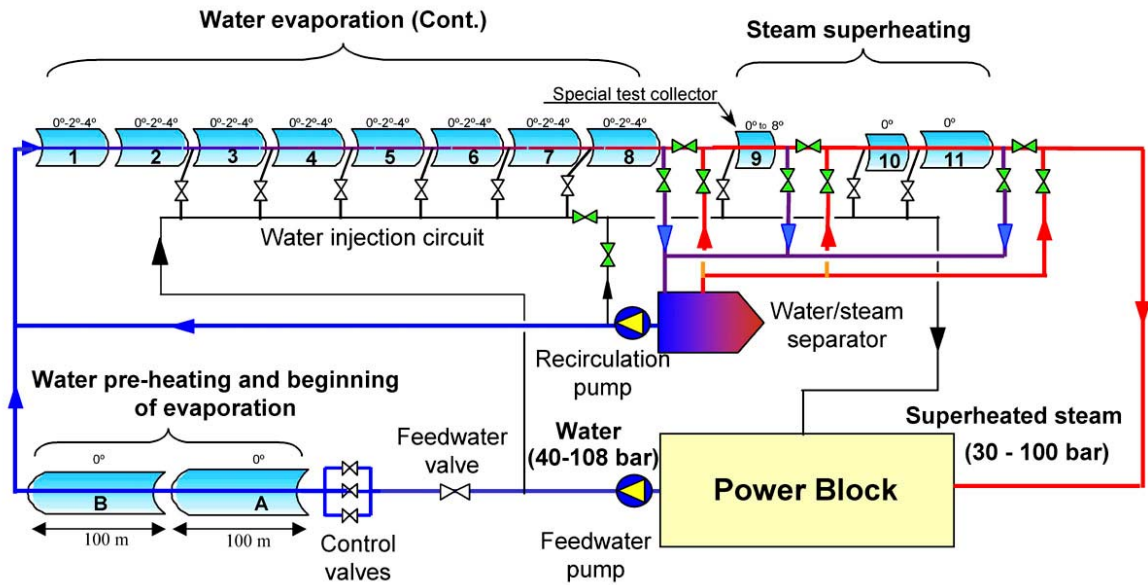 Water evaporation (Cont.)
Steam superheating
Special test collector
0º-2º-4º
0º-2º-4º
0º-2º-4º
0º-2º-4º
0º-2º-4º
0º-2º-4º
0º-2º-4º
0º-2º-4º
0º to 8º
0º
0º
1
2
3
4
5
6
7
8
9
10
11
Water injection circuit
Water/steam
separator
Recirculation
pump
Water pre-heating and beginning
of evaporation
Feedwater
valve
Water
(40-108 bar)
Superheated steam
(30 - 100 bar)
0º
0º
B
A
Power Block
100 m
100 m
Control
valves
Feedwater
pump